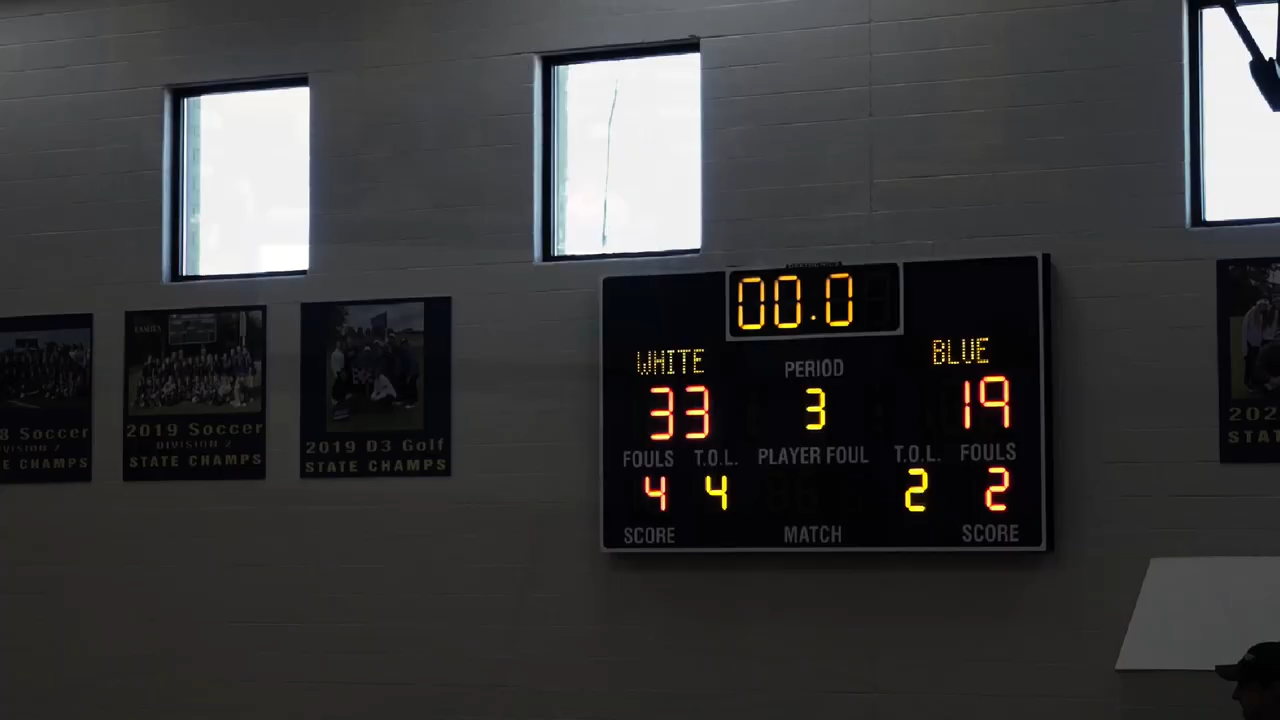 00.0
WHITE
BLUE
PERIOD
33
3
19
FOULS T.O.L. PLAYER FOUL T.O.L. FOULS
4 4 2 2
SCORE MATCH SCORE
8 Soccer
STATE CHAMPS
2019 Soccer
DIVISION 2
STATE CHAMPS
2019 D3 Golf
STATE CHAMPS